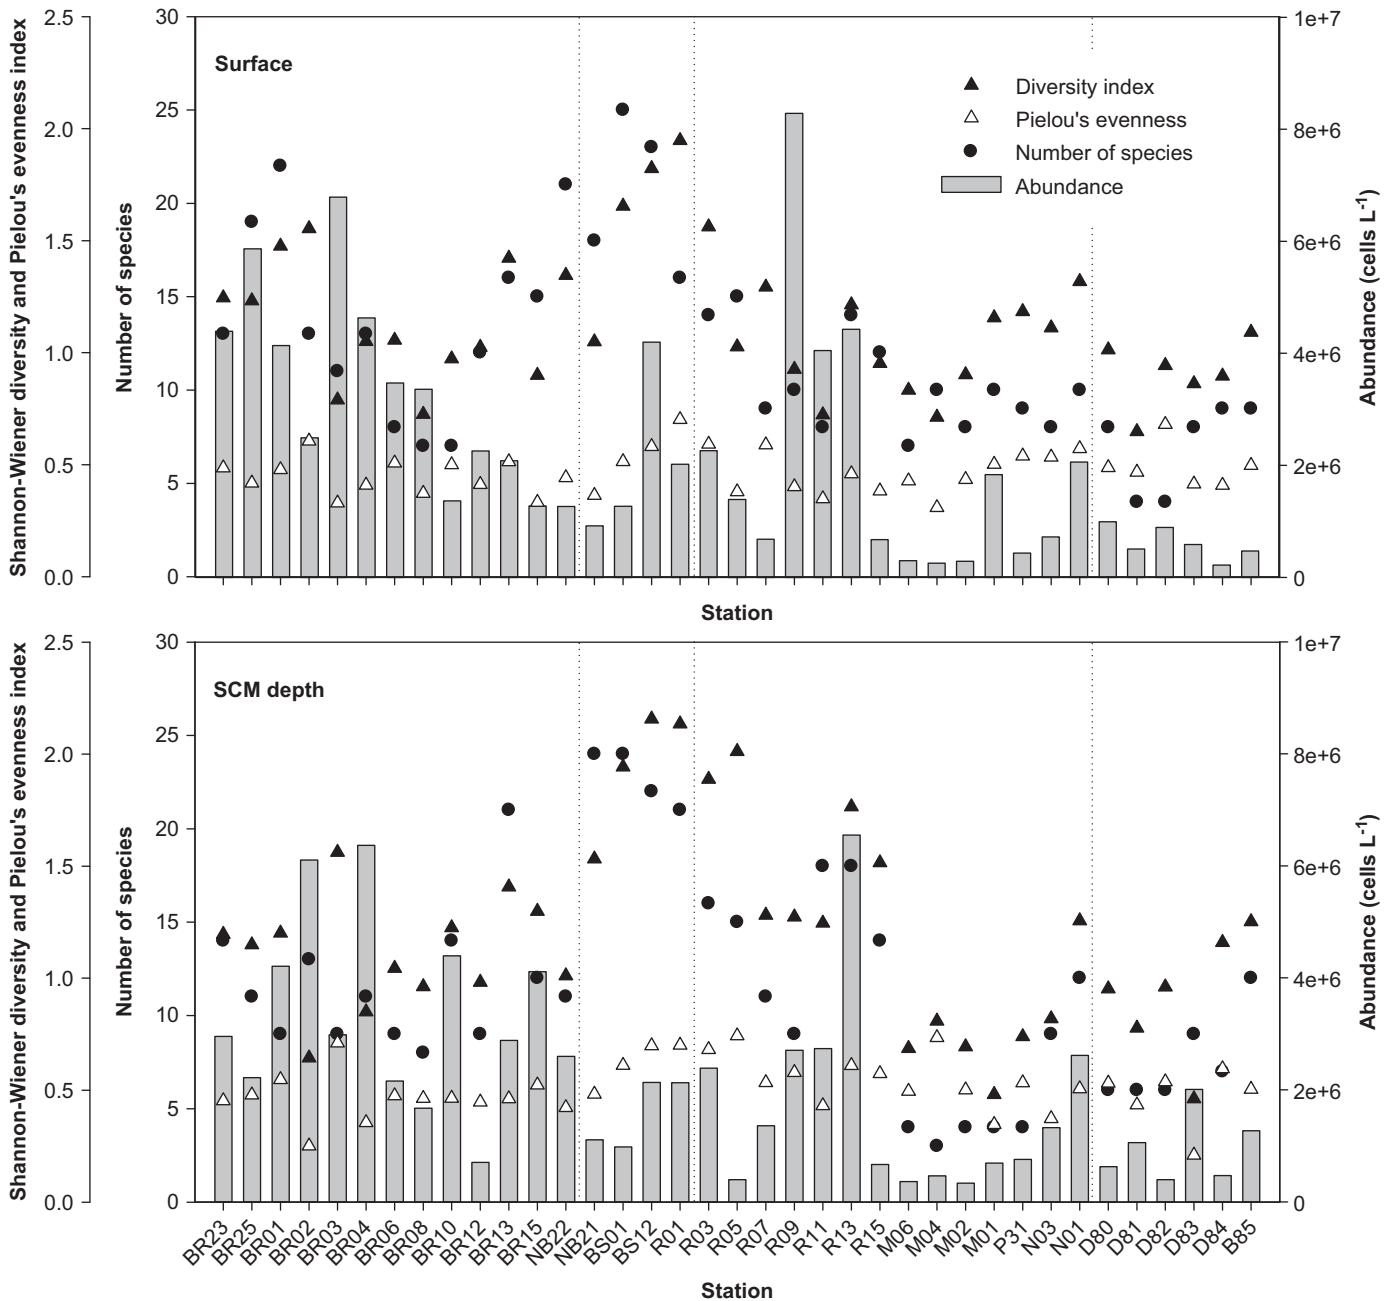 Surface
Diversity index
Pielou's evenness
Number of species
Abundance
Shannon-Wiener diversity and Pielou's evenness index
2.5
2.0
1.5
1.0
0.5
0.0
Number of species
30
25
20
15
10
5
0
1e+7
8e+6
6e+6
4e+6
2e+6
0
Abundance (cells L-1)
Station
SCM depth
Shannon-Wiener diversity and Pielou's evenness index
2.5
2.0
1.5
1.0
0.5
0.0
Number of species
30
25
20
15
10
5
0
1e+7
8e+6
6e+6
4e+6
2e+6
0
Abundance (cells L-1)
BR23
BR25
BR01
BR02
BR03
BR04
BR06
BR08
BR10
BR12
BR13
BR15
NB22
NB21
BS01
BS12
R01
R03
R05
R07
R09
R11
R13
R15
M06
M04
M02
M01
P31
N03
N01
D80
D81
D82
D83
D84
B85
Station